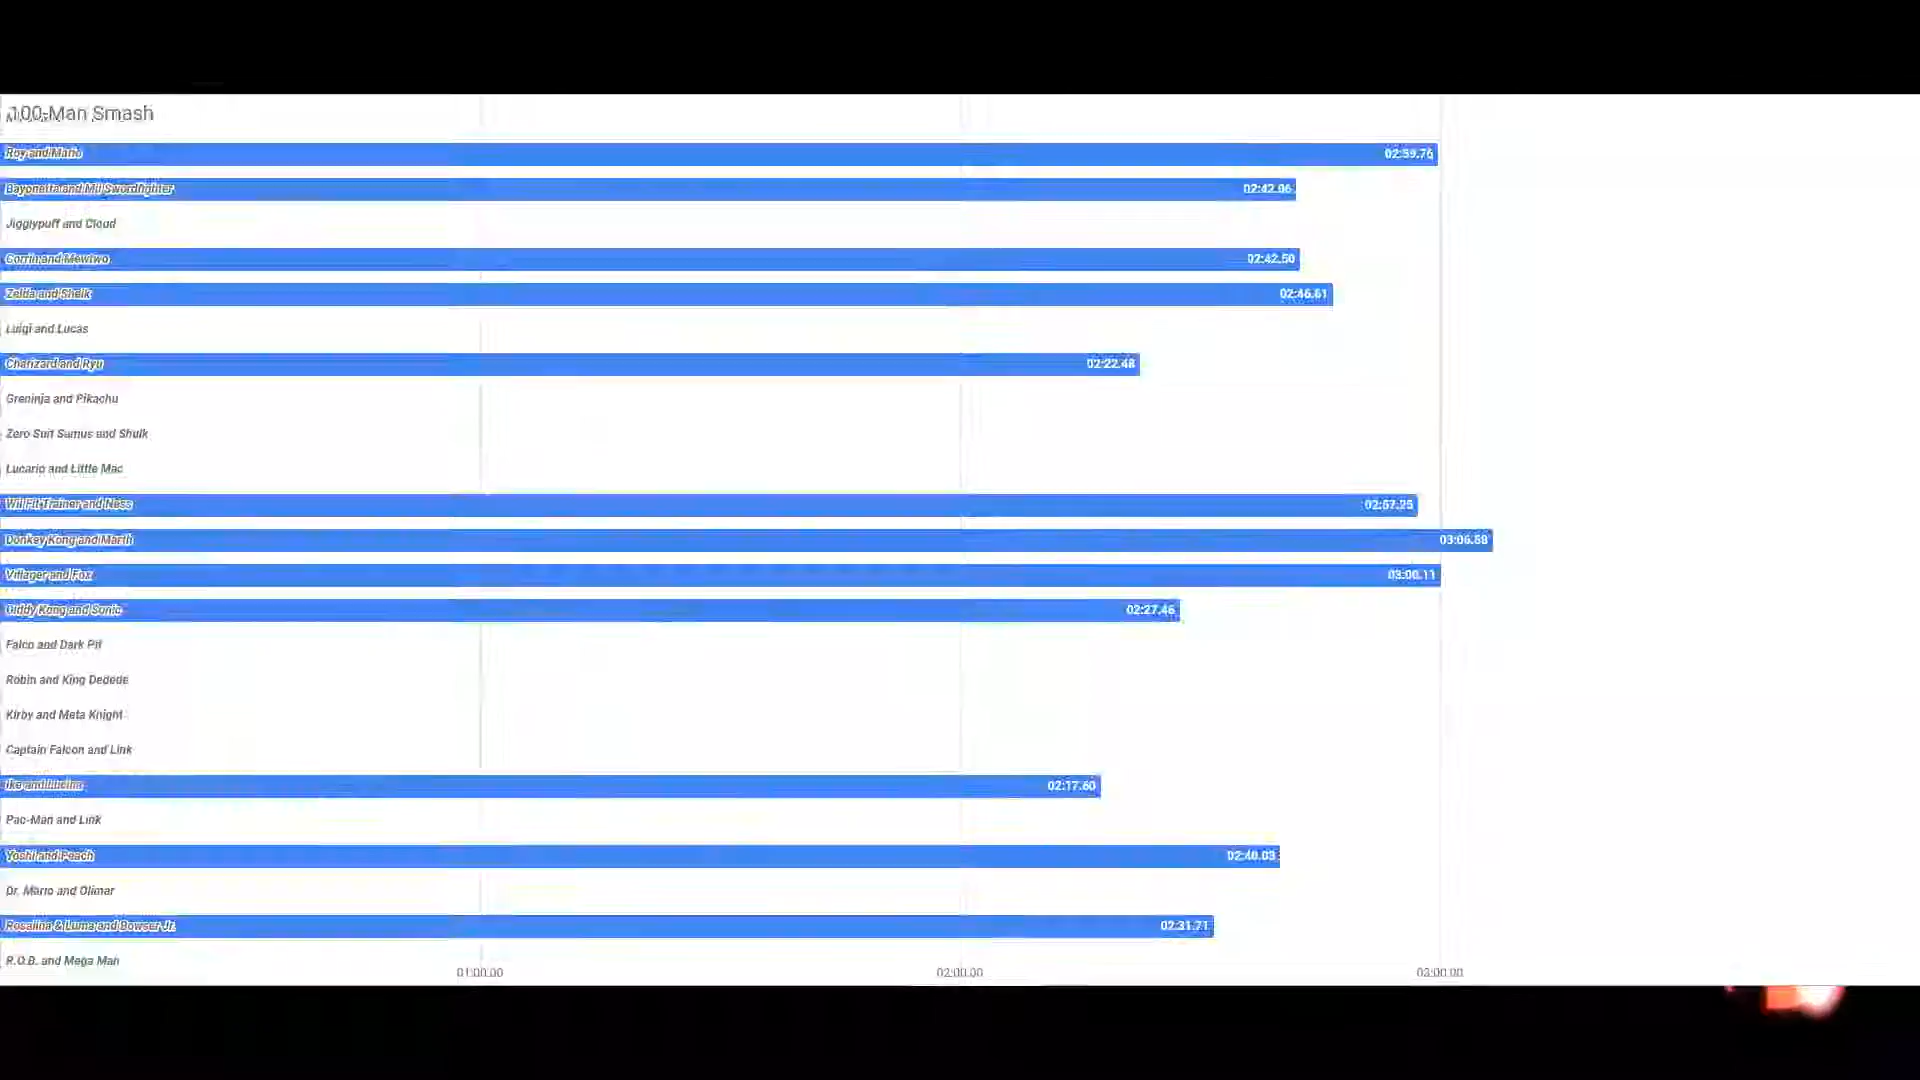 100-Man Smash
Roy and Mario 02:59.76
Bayonetta and Mii Swordfighter 02:42.06
Jigglypuff and Cloud
Corrin and Mewtwo 02:42.50
Zelda and Sheik 02:46.61
Luigi and Lucas
Charizard and Ryu 02:22.48
Greninja and Pikachu
Zero Suit Samus and Shulk
Lucario and Little Mac
Wii Fit Trainer and Ness 02:57.25
Donkey Kong and Marth 03:06.58
Villager and Fox 03:00.11
Diddy Kong and Sonic 02:27.46
Falco and Dark Pit
Robin and King Dedede
Kirby and Meta Knight
Captain Falcon and Link
Ike and Lucina 02:17.60
Pac-Man and Link
Yoshi and Peach 02:40.03
Dr. Mario and Olimar
Rosalina & Luma and Bowser Jr. 02:31.71
R.O.B. and Mega Man
01:00.00 02:00.00 03:00.00